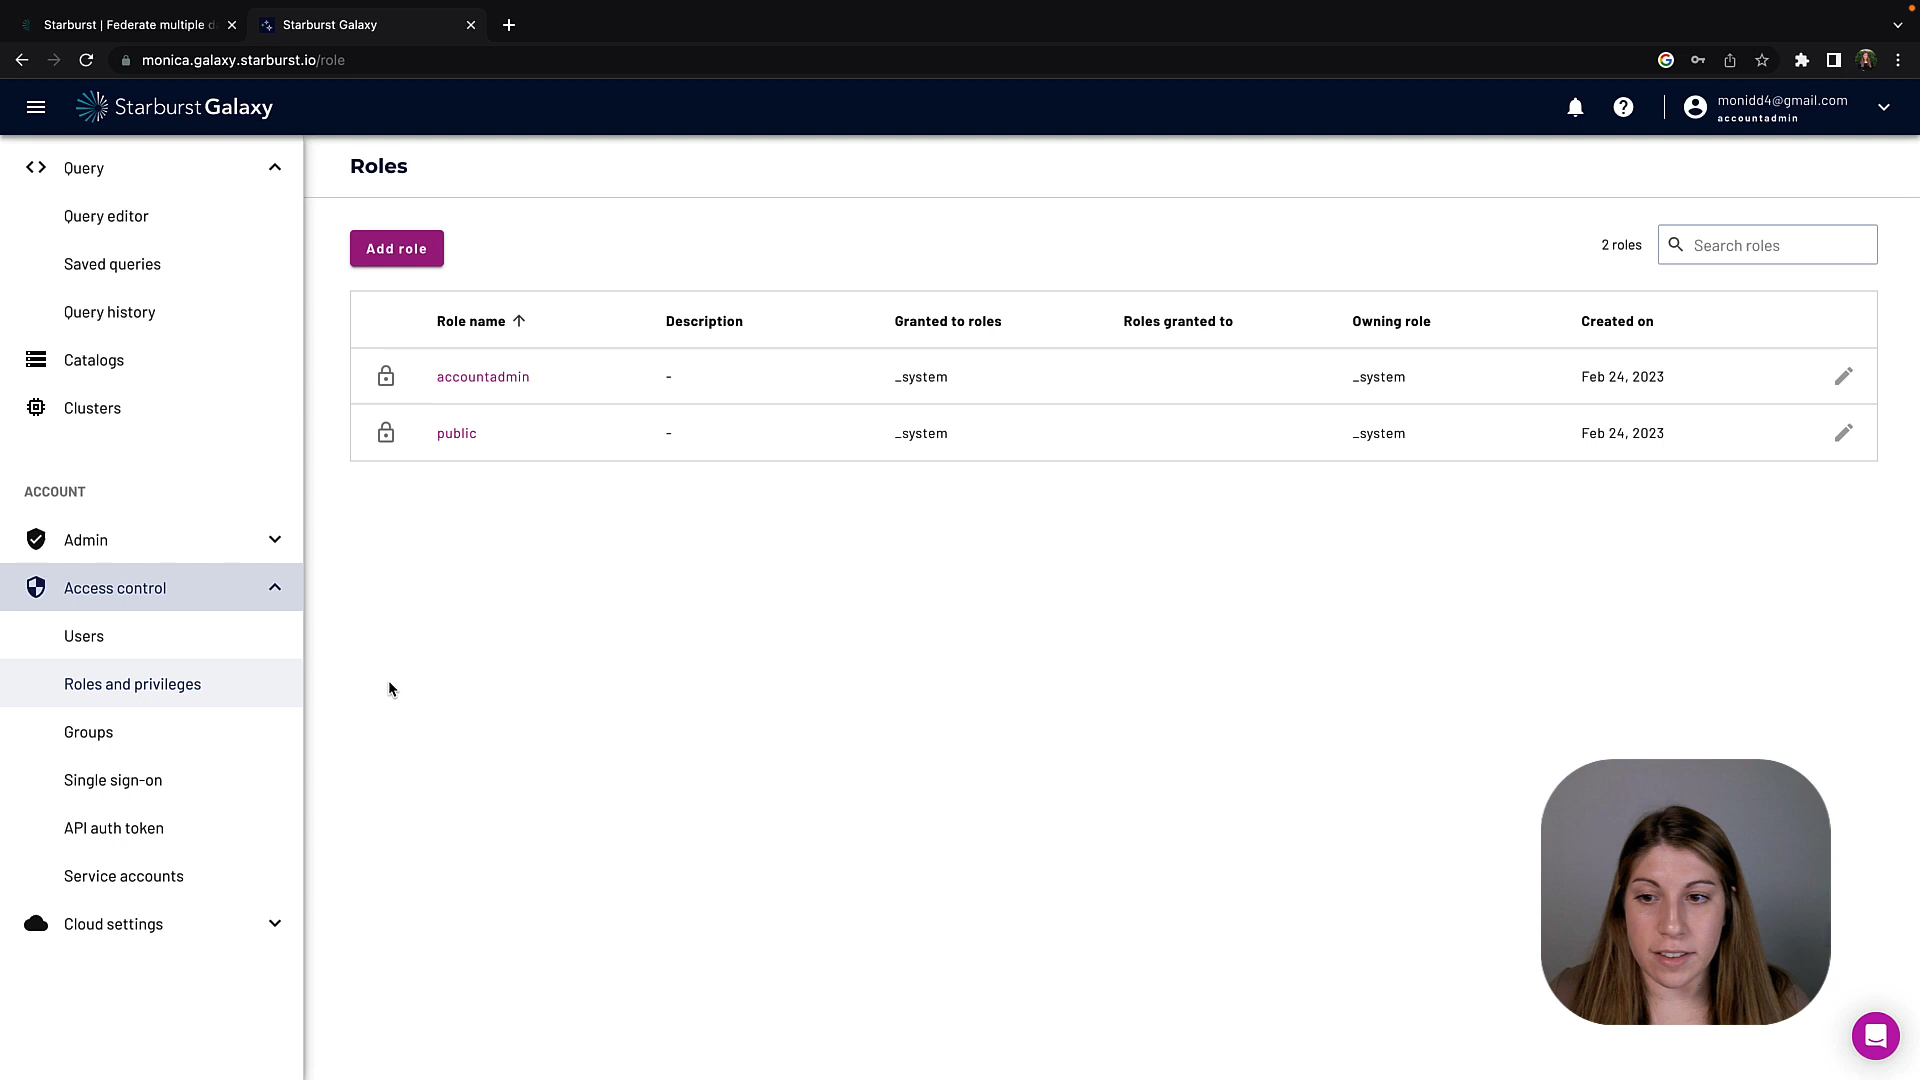 Starburst | Federate multiple d
Starburst Galaxy
monica.galaxy.starburst.io/role
Starburst Galaxy
monidd4@gmail.com
accountadmin
Query
Query editor
Saved queries
Query history
Catalogs
Clusters
ACCOUNT
Admin
Access control
Users
Roles and privileges
Groups
Single sign-on
API auth token
Service accounts
Cloud settings
Roles
Add role
2 roles
Search roles
Role name Description Granted to roles Roles granted to Owning role Created on
accountadmin - _system _system Feb 24, 2023
public - _system _system Feb 24, 2023